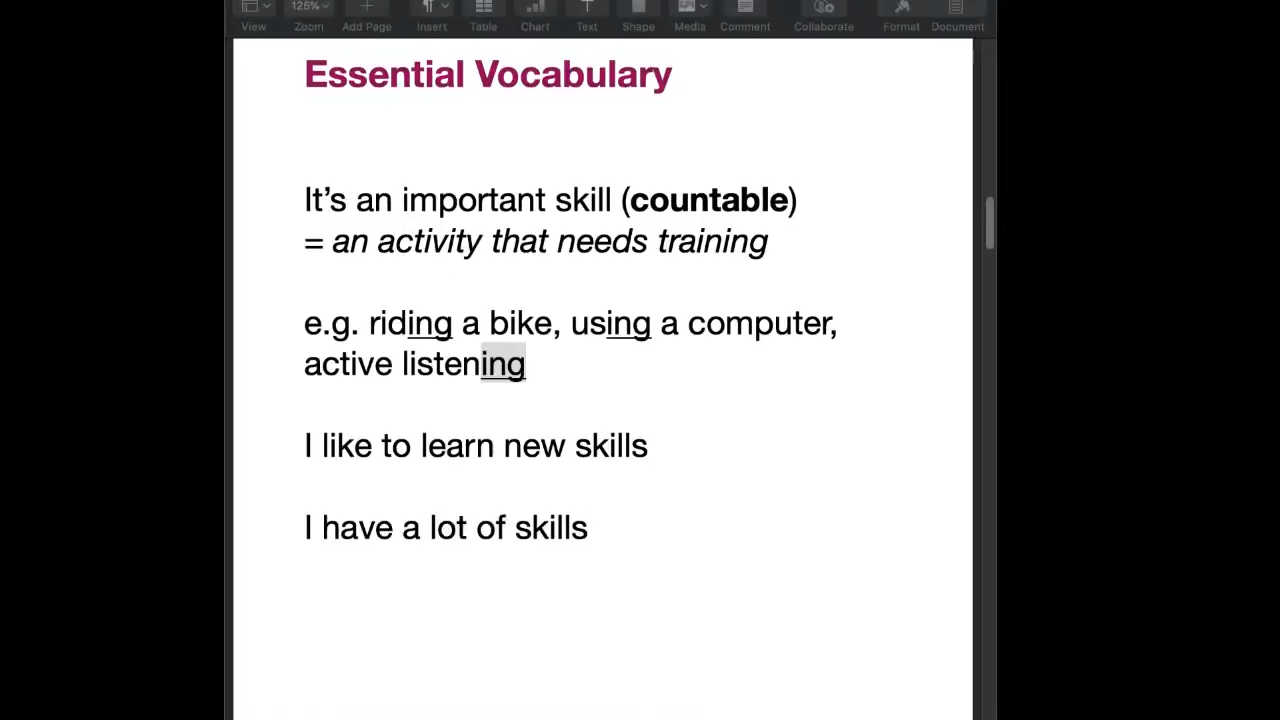 125%
View Zoom Add Page Insert Table Chart Text Shape Media Comment Collaborate Format Document
Essential Vocabulary
It’s an important skill (countable)
= an activity that needs training
e.g. riding a bike, using a computer,
active listening
I like to learn new skills
I have a lot of skills